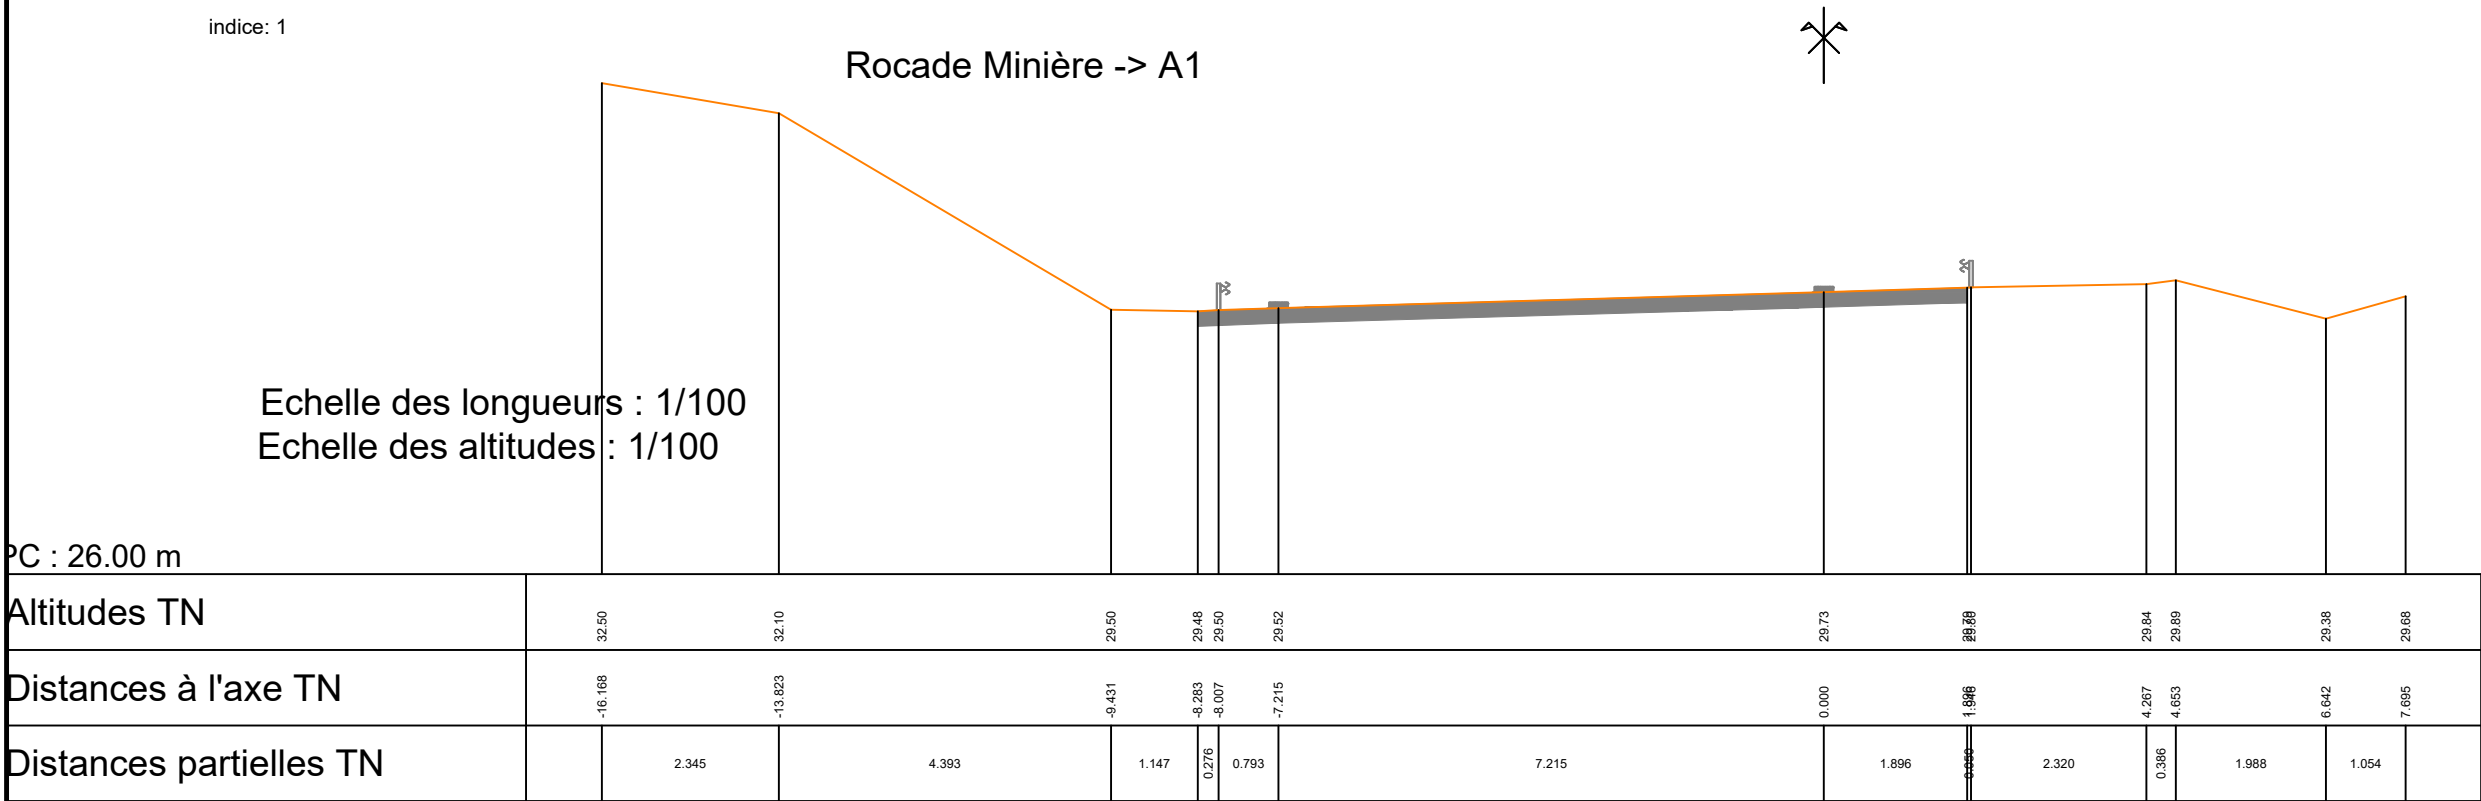 indice: 1
Rocade Minière -> A1
Echelle des longueurs : 1/100
Echelle des altitudes : 1/100
PC : 26.00 m
Altitudes TN
32.50 32.10 29.50 29.48 29.50 29.52 29.73 29.84 29.89 29.38 29.68
Distances à l'axe TN
-16.168 -13.823 -9.431 -8.283 -8.007 -7.215 0.000 4.267 4.653 6.642 7.695
Distances partielles TN
2.345 4.393 1.147 0.276 0.793 7.215 1.896 0.050 2.320 0.386 1.988 1.054